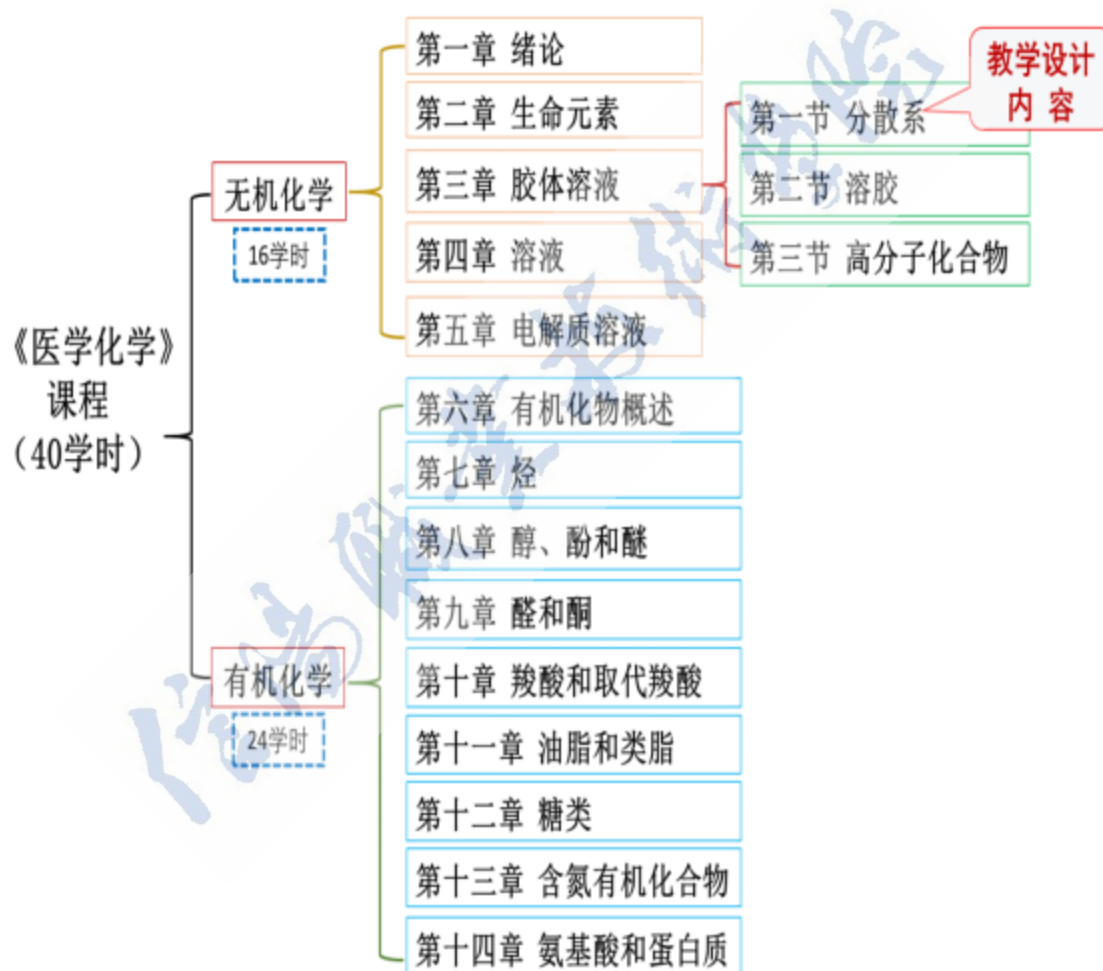 《医学化学》
课程
（40学时）
无机化学
16学时
第一章 绪论
第二章 生命元素
第三章 胶体溶液
第四章 溶液
第五章 电解质溶液
第一节 分散系
第二节 溶胶
第三节 高分子化合物
教学设计
内 容
有机化学
24学时
第六章 有机化物概述
第七章 烃
第八章 醇、酚和醚
第九章 醛和酮
第十章 羧酸和取代羧酸
第十一章 油脂和类脂
第十二章 糖类
第十三章 含氮有机化合物
第十四章 氨基酸和蛋白质